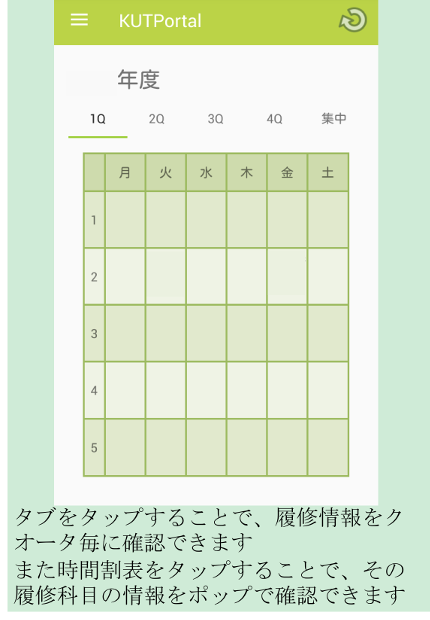 KUTPortal
年度
1Q 2Q 3Q 4Q 集中
月 火 水 木 金 土
1
2
3
4
5
タブをタップすることで、履修情報をク
オータ毎に確認できます
また時間割表をタップすることで、その
履修科目の情報をポップで確認できます